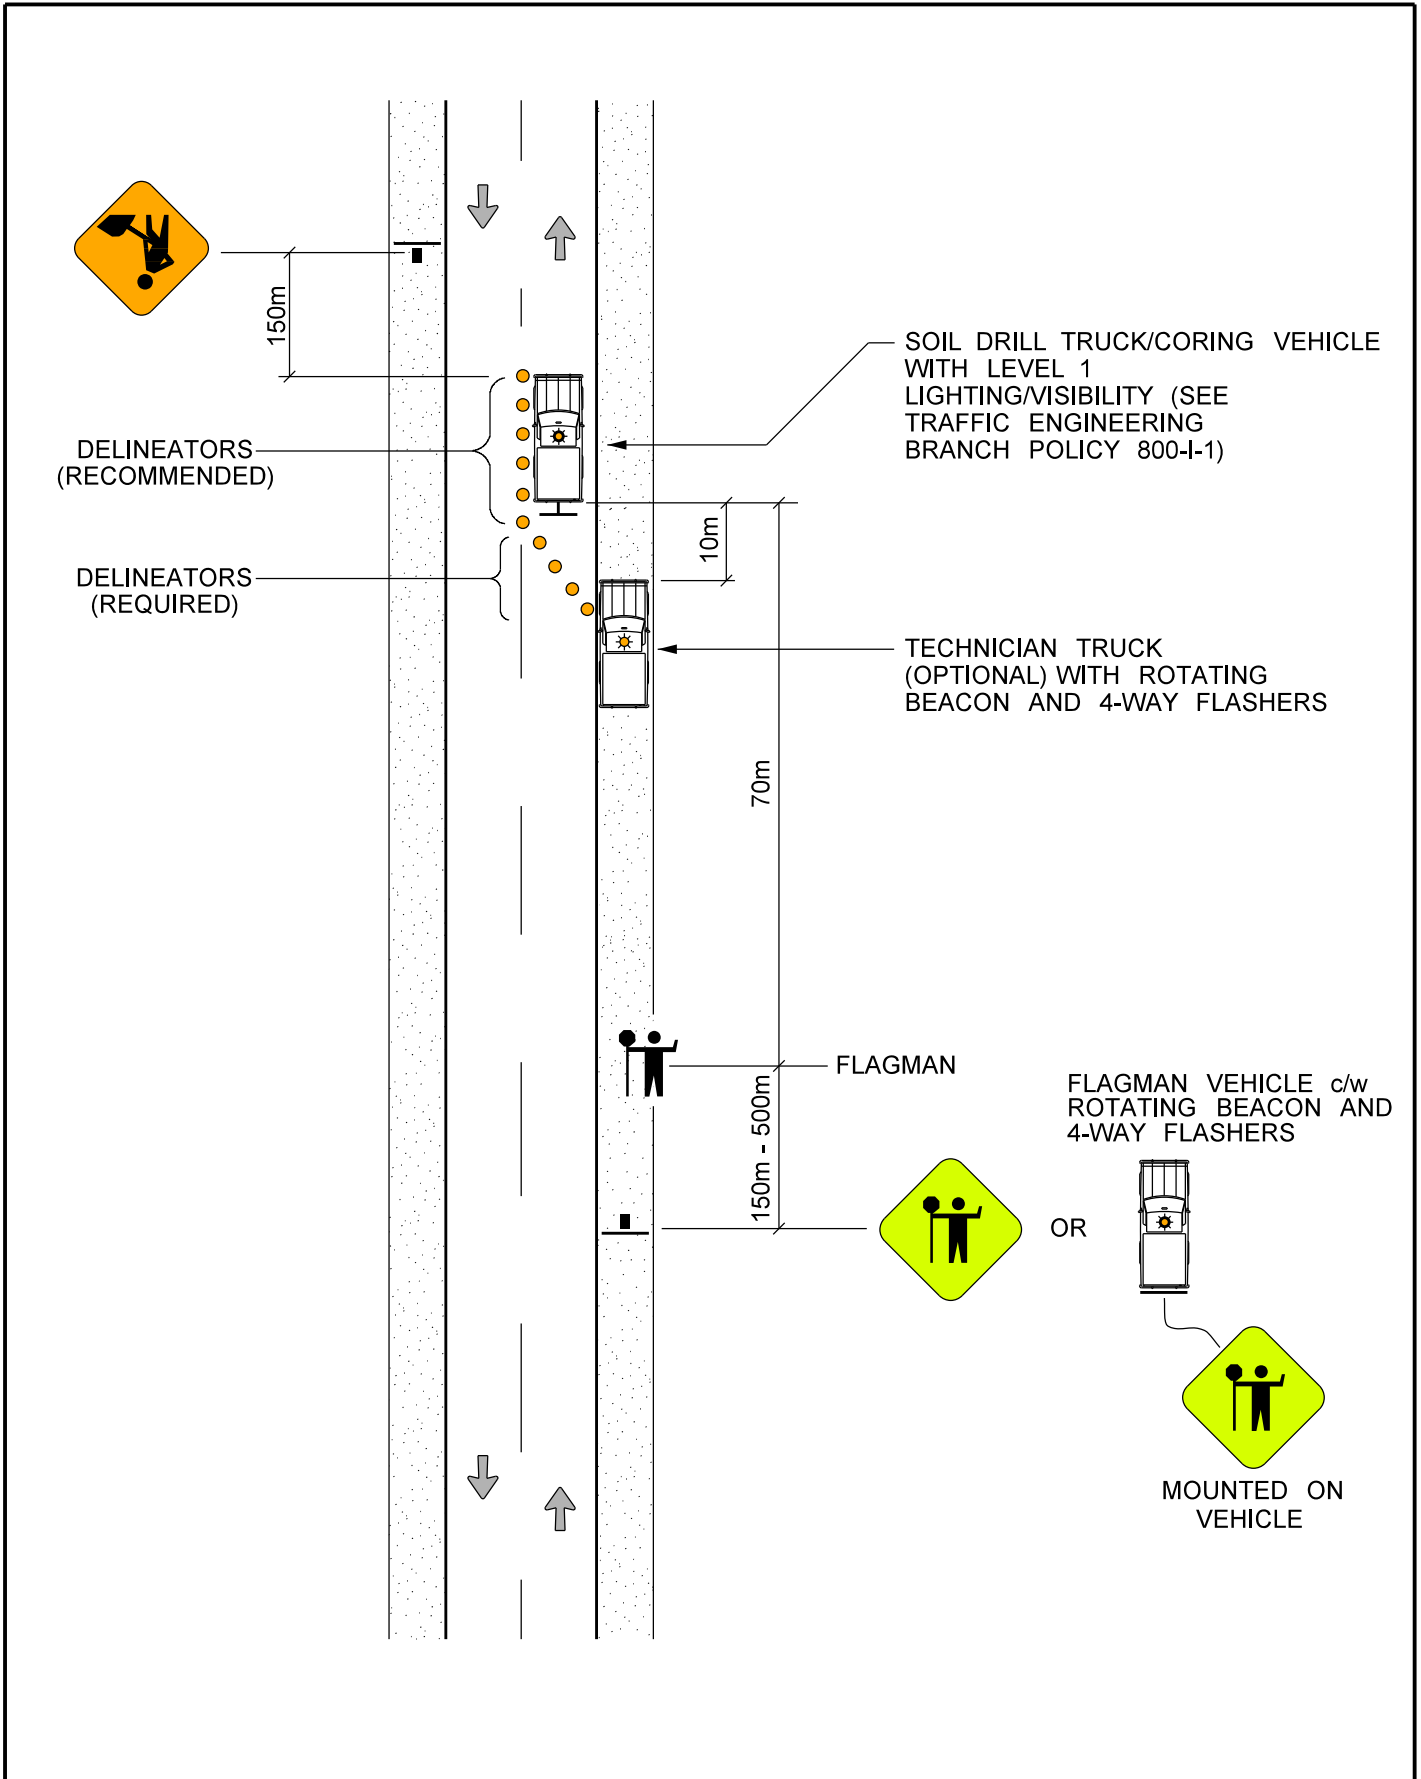 150m
SOIL DRILL TRUCK/CORING VEHICLE
WITH LEVEL 1
LIGHTING/VISIBILITY (SEE
TRAFFIC ENGINEERING
BRANCH POLICY 800-I-1)
DELINEATORS
(RECOMMENDED)
10m
DELINEATORS
(REQUIRED)
TECHNICIAN TRUCK
(OPTIONAL) WITH ROTATING
BEACON AND 4-WAY FLASHERS
70m
FLAGMAN
150m - 500m
FLAGMAN VEHICLE c/w
ROTATING BEACON AND
4-WAY FLASHERS
OR
MOUNTED ON
VEHICLE